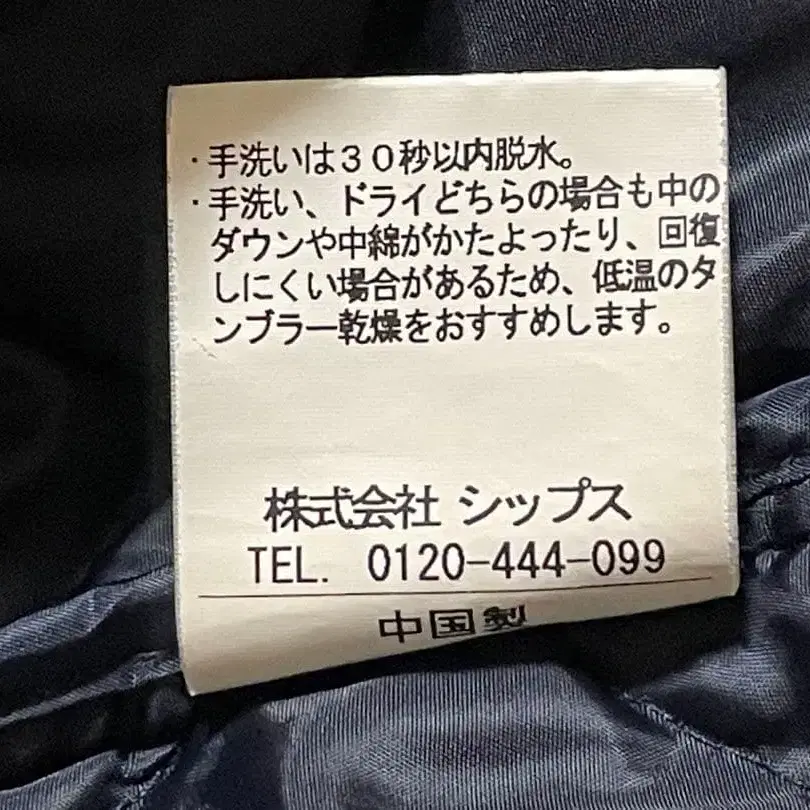 ・手洗いは３０秒以内脱水。
・手洗い、ドライどちらの場合も中の
ダウンや中綿がかたよったり、回復
しにくい場合があるため、低温のタ
ンブラー乾燥をおすすめします。
株式会社 シップス
TEL. 0120-444-099
中国製